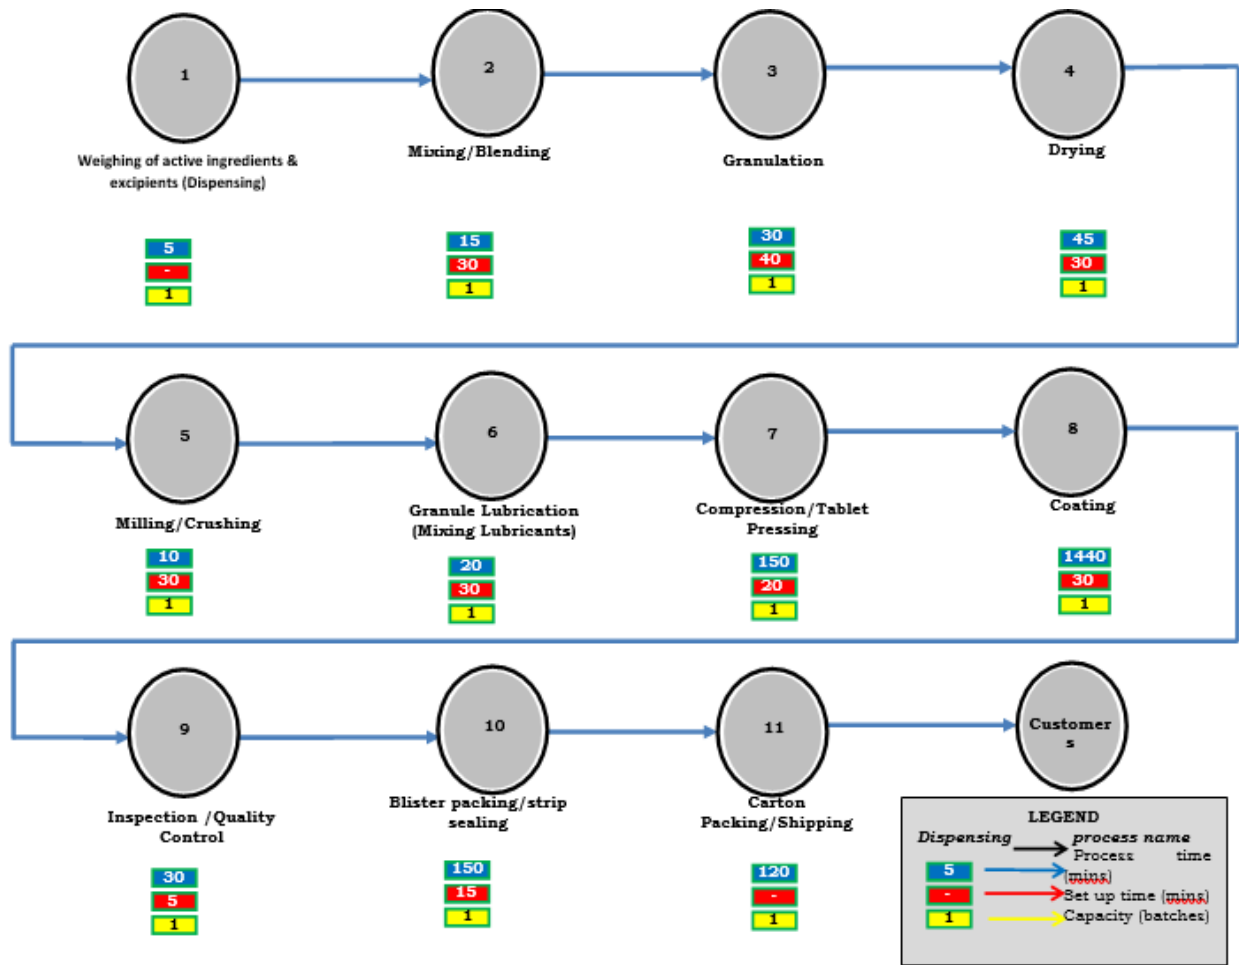 1
2
3
4
Weighing of active ingredients &
excipients (Dispensing)
Mixing/Blending
Granulation
Drying
5
-
1
15
30
1
30
40
1
45
30
1
5
6
7
8
Milling/Crushing
Granule Lubrication
(Mixing Lubricants)
Compression/Tablet
Pressing
Coating
10
30
1
20
30
1
150
20
1
1440
30
1
9
10
11
Customer
s
Inspection /Quality
Control
Blister packing/strip
sealing
Carton
Packing/Shipping
30
5
1
150
15
1
120
-
1
LEGEND
Dispensing process name
Process time
5 (mins)
- Set up time (mins)
1 Capacity (batches)